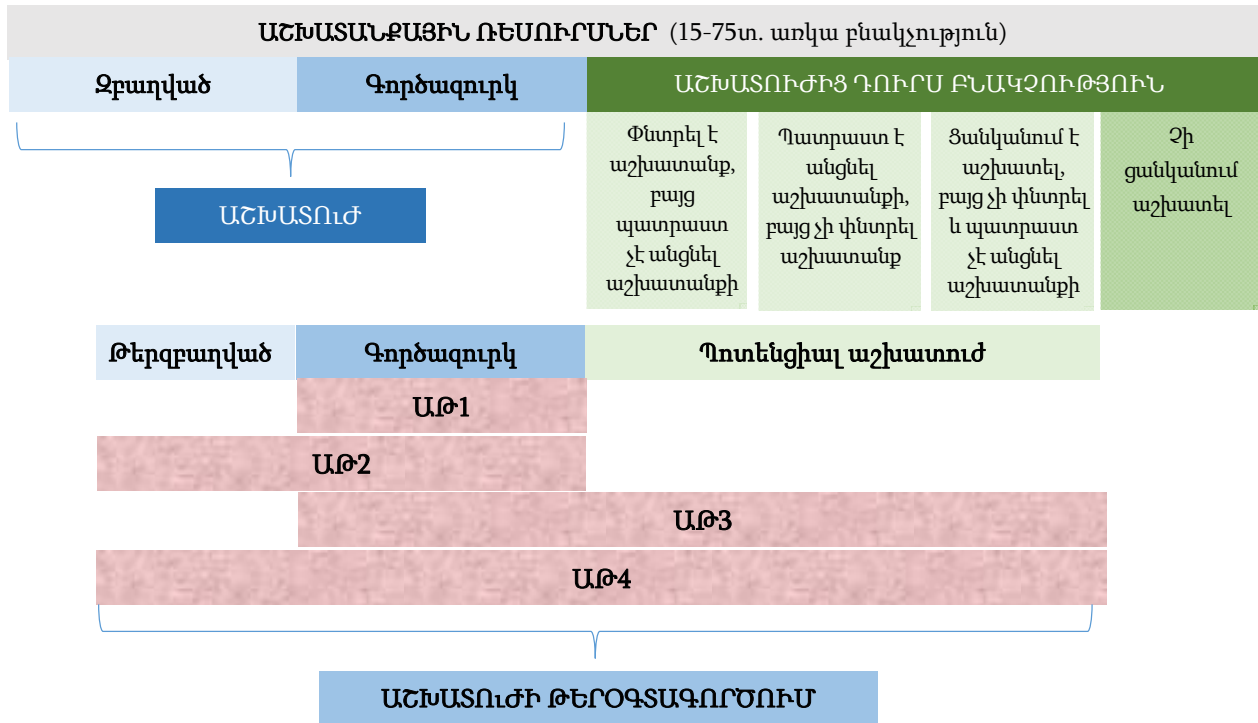 ԱՇԽԱՏԱՆՔԱՅԻՆ ՌԵՍՈՒՐՍՆԵՐ (15-75տ. առկա բնակչություն)
Զբաղված
Գործազուրկ
ԱՇԽԱՏՈՒԺԻՑ ԴՈՒՐՍ ԲՆԱԿՉՈՒԹՅՈՒՆ
ԱՇԽԱՏՈւԺ
Փնտրել է
աշխատանք,
բայց
պատրաստ
չէ անցնել
աշխատանքի
Պատրաստ է
անցնել
աշխատանքի,
բայց չի փնտրել
աշխատանք
Ցանկանում է
աշխատել,
բայց չի փնտրել
և պատրաստ
չէ անցնել
աշխատանքի
Չի
ցանկանում
աշխատել
Թերզբաղված
Գործազուրկ
Պոտենցիալ աշխատուժ
ԱԹ1
ԱԹ2
ԱԹ3
ԱԹ4
ԱՇԽԱՏՈւԺԻ ԹԵՐՕԳՏԱԳՈՐԾՈՒՄ